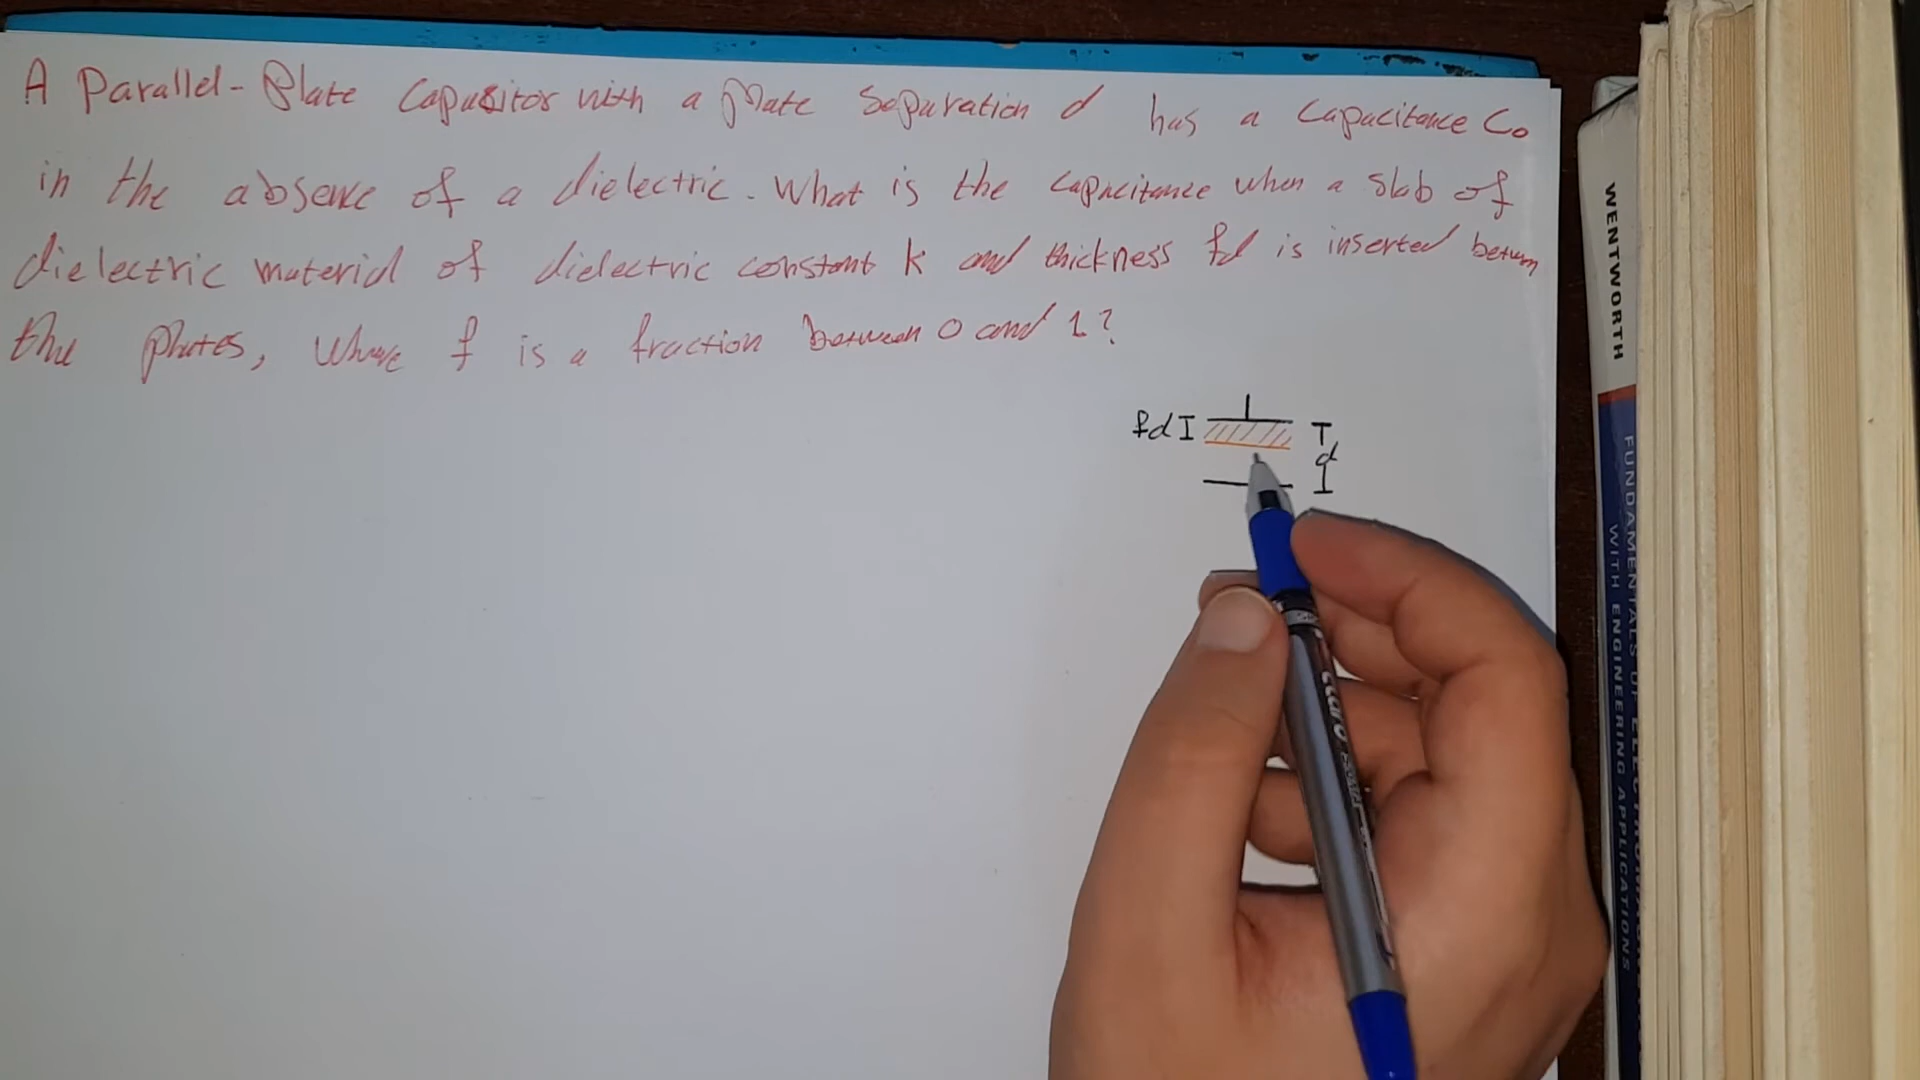 A Parallel-Plate Capasitor with a plate separation d has a capacitance Co
in the absence of a dielectric. What is the capacitance when a slab of
dielectric material of dielectric constant k and thickness fd is inserted between
the plates, Where f is a fraction between 0 and 1?
fd
d
WENTWORTH
FUNDAMENTALS OF
WITH ENGINEERING APPLICATIONS